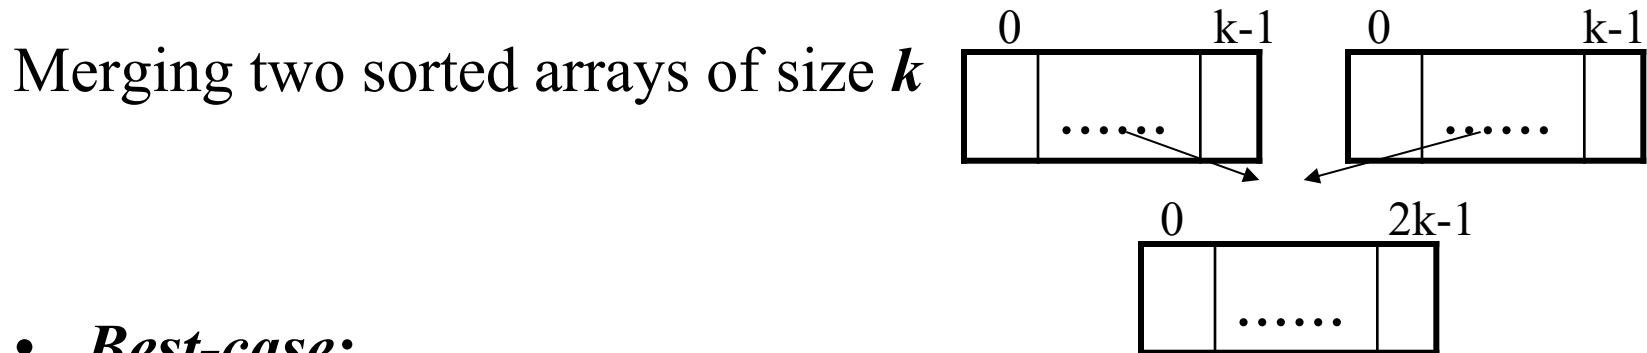 0 k-1 0 k-1
Merging two sorted arrays of size k
......  ......
0 2k-1
......
• Best-case: